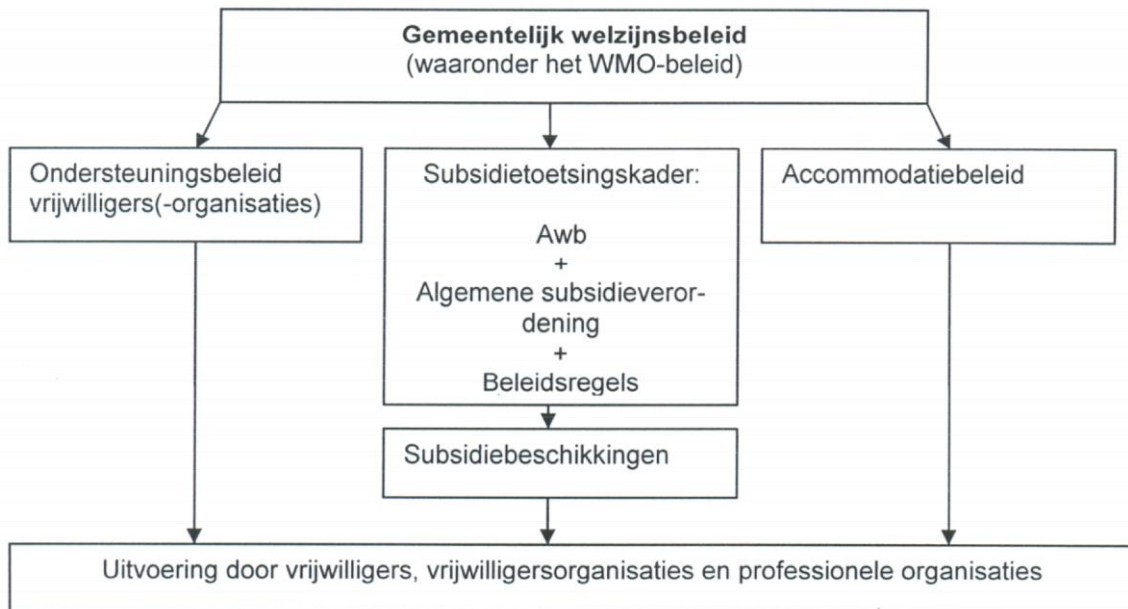 Gemeentelijk welzijnsbeleid
(waaronder het WMO-beleid)
Ondersteuningsbeleid
vrijwilligers(-organisaties)
Subsidietoetsingskader:
Awb
+
Algemene subsidieveror-
dening
+
Beleidsregels
Accommodatiebeleid
Subsidiebeschikkingen
Uitvoering door vrijwilligers, vrijwilligersorganisaties en professionele organisaties